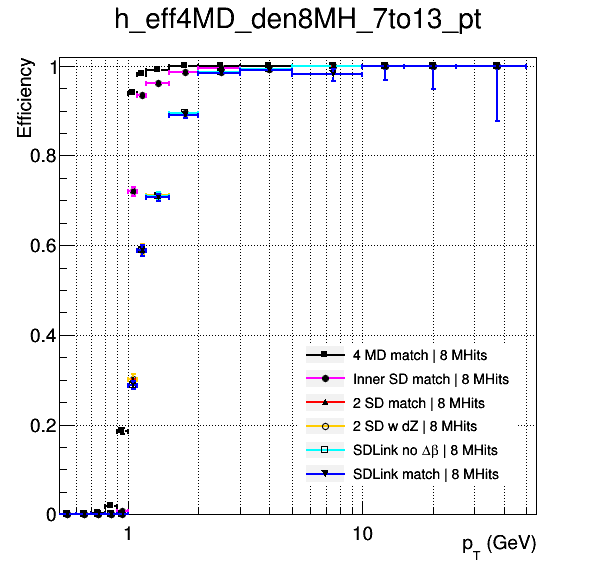 h_eff4MD_den8MH_7to13_pt
Efficiency
1
0.8
0.6
0.4
0.2
0
4 MD match | 8 MHits
Inner SD match | 8 MHits
2 SD match | 8 MHits
2 SD w dZ | 8 MHits
SDLink no Δβ | 8 MHits
SDLink match | 8 MHits
1
10
p_T (GeV)